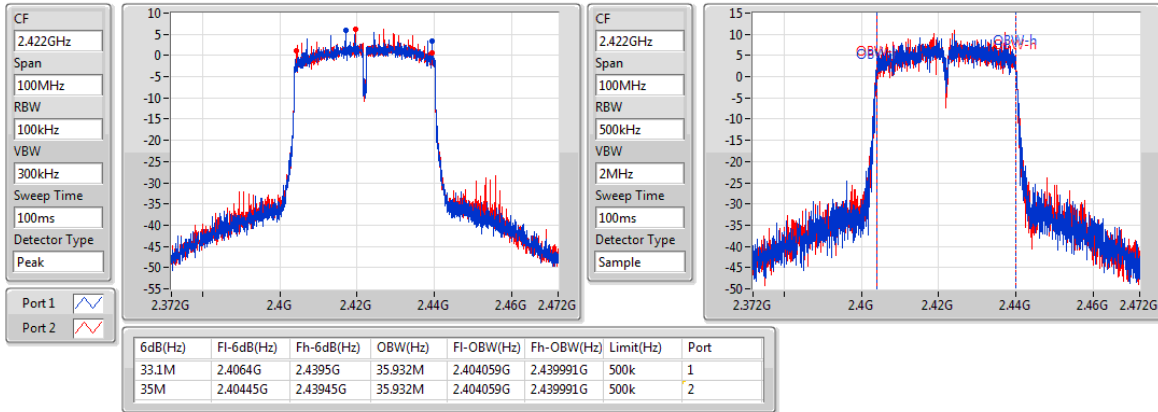 CF
2.422GHz
Span
100MHz
RBW
100kHz
VBW
300kHz
Sweep Time
100ms
Detector Type
Peak
Port 1
Port 2
10
5
0
-5
-10
-15
-20
-25
-30
-35
-40
-45
-50
-55
2.372G
2.4G
2.42G
2.44G
2.46G
2.472G
CF
2.422GHz
Span
100MHz
RBW
500kHz
VBW
2MHz
Sweep Time
100ms
Detector Type
Sample
15
10
5
0
-5
-10
-15
-20
-25
-30
-35
-40
-45
-50
OBW-h
2.372G
2.4G
2.42G
2.44G
2.46G
2.472G
6dB(Hz) Fl-6dB(Hz) Fh-6dB(Hz) OBW(Hz) Fl-OBW(Hz) Fh-OBW(Hz) Limit(Hz) Port
33.1M 2.4064G 2.4395G 35.932M 2.404059G 2.439991G 500k 1
35M 2.40445G 2.43945G 35.932M 2.404059G 2.439991G 500k 2